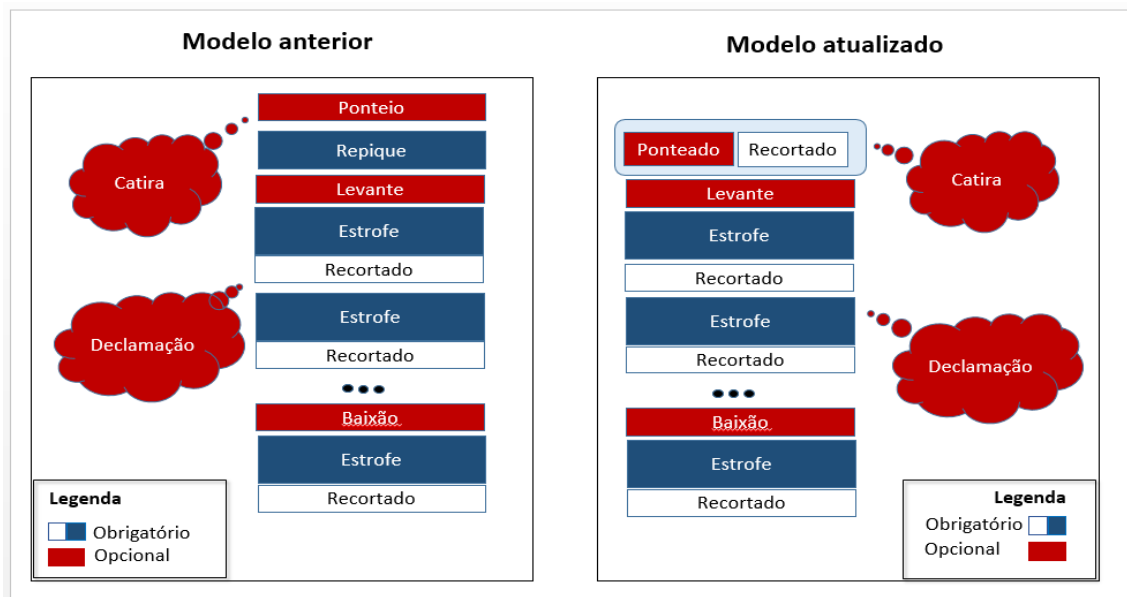 Modelo anterior
Ponteio
Repique
Catira
Levante
Estrofe
Recortado
Declamação
Estrofe
Recortado
Baixão
Estrofe
Recortado
Legenda
Obrigatório
Opcional
Modelo atualizado
Ponteado Recortado
Catira
Levante
Estrofe
Recortado
Estrofe
Recortado
Declamação
Baixão
Estrofe
Recortado
Legenda
Obrigatório
Opcional